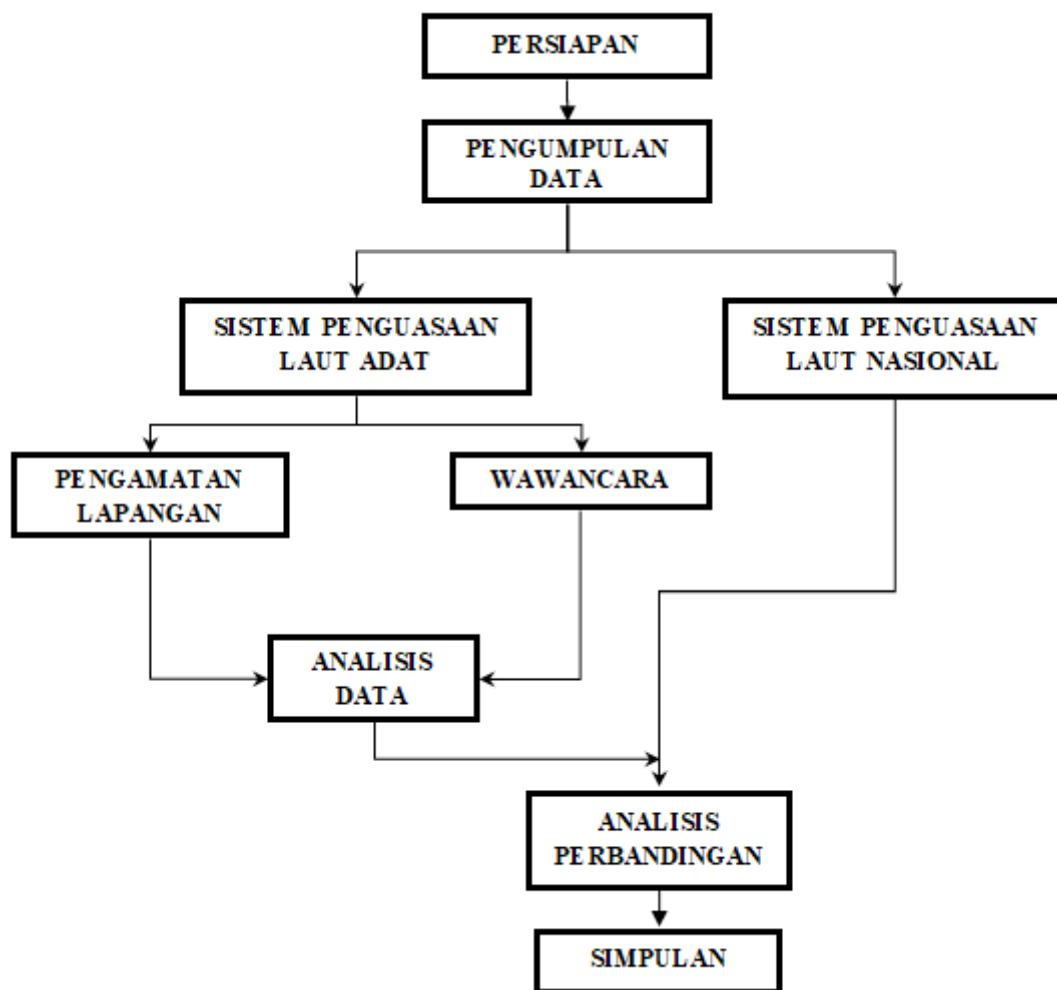 PERSIAPAN
PENGUMPULAN
DATA
SISTEM PENGUASAAN
LAUT ADAT
SISTEM PENGUASAAN
LAUT NASIONAL
PENGAMATAN
LAPANGAN
WAWANCARA
ANALISIS
DATA
ANALISIS
PERBANDINGAN
SIMPULAN